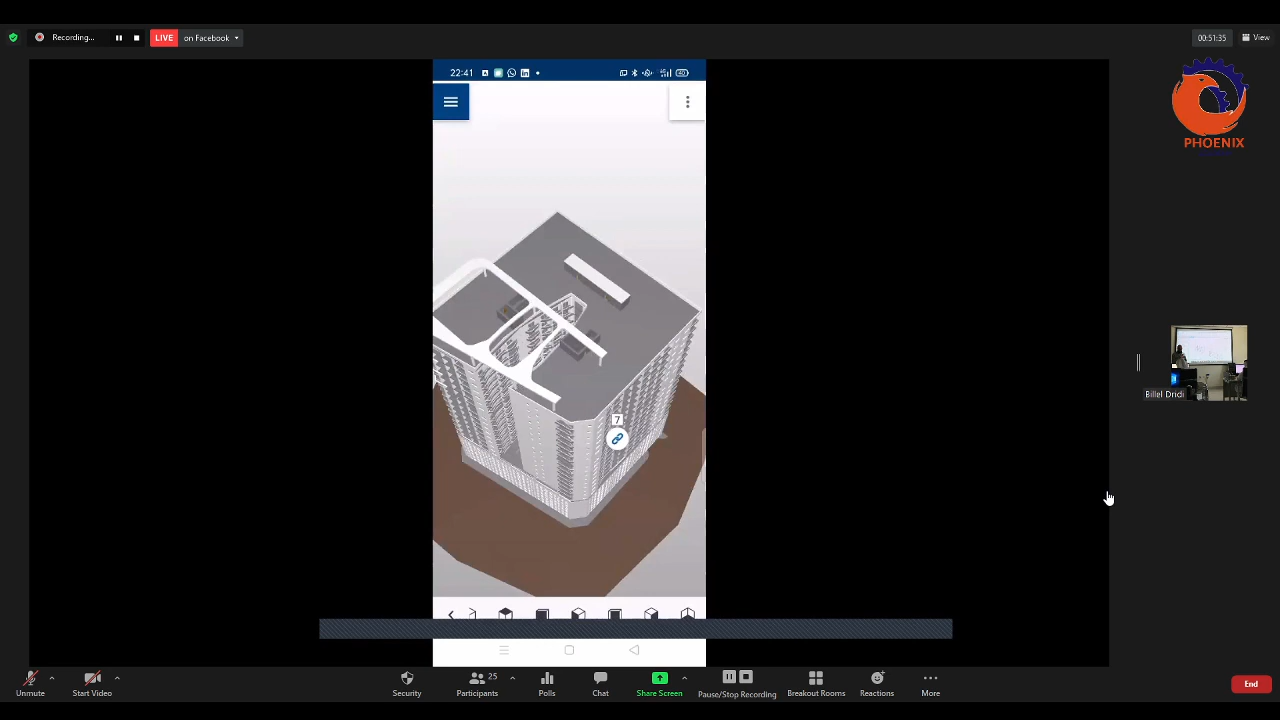 Recording...
LIVE
on Facebook
00:51:35
View
22:41
PHOENIX
7
Billel Dridi
Unmute
Start Video
Security
Participants
25
Polls
Chat
Share Screen
Pause/Stop Recording
Breakout Rooms
Reactions
More
End